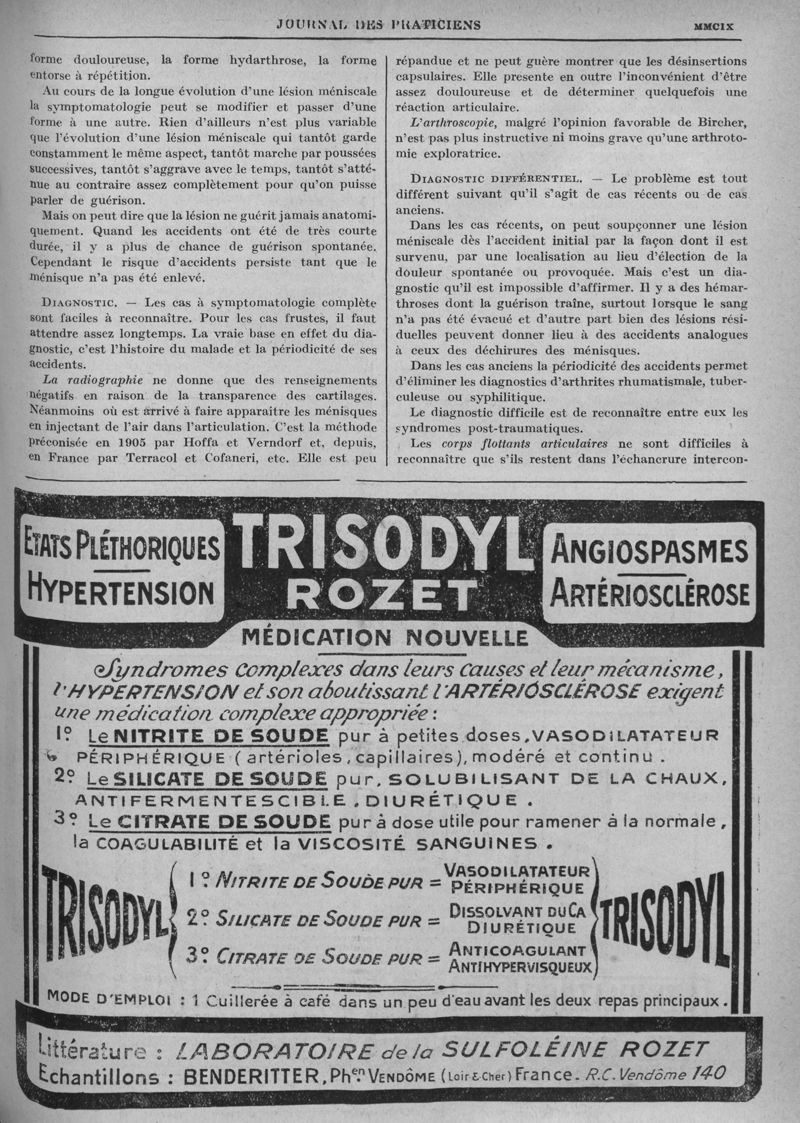 JOURNAL DES PRATICIENS
MMCIX
forme douloureuse, la forme hydarthrose, la forme
entorse à répétition.
Au cours de la longue évolution d'une lésion méniscale
la symptomatologie peut se modifier et passer d'une
forme à une autre. Rien d'ailleurs n'est plus variable
que l'évolution d'une lésion méniscale qui tantôt garde
constamment le même aspect, tantôt marche par poussées
successives, tantôt s'aggrave avec le temps, tantôt s'atté-
nue au contraire assez complètement pour qu'on puisse
parler de guérison.
Mais on peut dire que la lésion ne guérit jamais anatomi-
quement. Quand les accidents ont été de très courte
durée, il y a plus de chance de guérison spontanée.
Cependant le risque d'accidents persiste tant que le
ménisque n'a pas été enlevé.
DIAGNOSTIC. — Les cas à symptomatologie complète
sont faciles à reconnaître. Pour les cas frustes, il faut
attendre assez longtemps. La vraie base en effet du dia-
gnostic, c'est l'histoire du malade et la périodicité de ses
accidents.
La radiographie ne donne que des renseignements
négatifs en raison de la transparence des cartilages.
Néanmoins où est arrivé à faire apparaître les ménisques
en injectant de l'air dans l'articulation. C'est la méthode
préconisée en 1905 par Hoffa et Verndorf et, depuis,
en France par Terracol et Cofaneri, etc. Elle est peu
répandue et ne peut guère montrer que les désinsertions
capsulaires. Elle presente en outre l'inconvénient d'être
assez douloureuse et de déterminer quelquefois une
réaction articulaire.
L'arthroscopie, malgré l'opinion favorable de Bircher,
n'est pas plus instructive ni moins grave qu'une arthroto-
mie exploratrice.
DIAGNOSTIC DIFFÉRENTIEL. — Le problème est tout
différent suivant qu'il s'agit de cas récents ou de cas
anciens.
Dans les cas récents, on peut soupçonner une lésion
méniscale dès l'accident initial par la façon dont il est
survenu, par une localisation au lieu d'élection de la
douleur spontanée ou provoquée. Mais c'est un dia-
gnostic qu'il est impossible d'affirmer. Il y a des hémar-
throses dont la guérison traîne, surtout lorsque le sang
n'a pas été évacué et d'autre part bien des lésions rési-
duelles peuvent donner lieu à des accidents analogues
à ceux des déchirures des ménisques.
Dans les cas anciens la périodicité des accidents permet
d'éliminer les diagnostics d'arthrites rhumatismale, tuber-
culeuse ou syphilitique.
Le diagnostic difficile est de reconnaître entre eux les
syndromes post-traumatiques.
Les corps flottants articulaires ne sont difficiles à
reconnaître que s'ils restent dans l'échancrure intercon-
ETATS PLÉTHORIQUES
HYPERTENSION
TRISODYL
ROZET
ANGIOSPASMES
ARTÉRIOSCLÉROSE
MÉDICATION NOUVELLE
Syndromes complexes dans leurs causes et leur mécanisme,
l'HYPERTENSION et son aboutissant l'ARTÉRIOSCLÉROSE exigent
une médication complexe appropriée :
1º Le NITRITE DE SOUDE pur à petites doses, VASODILATATEUR
PÉRIPHÉRIQUE (artérioles, capillaires), modéré et continu.
2º Le SILICATE DE SOUDE pur, SOLUBILISANT DE LA CHAUX,
ANTIFERMENTESCIBLE, DIURÉTIQUE.
3º Le CITRATE DE SOUDE pur à dose utile pour ramener à la normale,
la COAGULABILITÉ et la VISCOSITÉ SANGUINES.
TRISODYL
1º NITRITE DE SOUDE PUR = VASODILATATEUR PÉRIPHÉRIQUE
2º SILICATE DE SOUDE PUR = DISSOLVANT DU CA DIURÉTIQUE
3º CITRATE DE SOUDE PUR = ANTICOAGULANT ANTIHYPERVISQUEUX
TRISODYL
MODE D'EMPLOI : 1 Cuillerée à café dans un peu d'eau avant les deux repas principaux.
Littérature : LABORATOIRE de la SULFOLÉINE ROZET
Echantillons : BENDERITTER, Phen. VENDÔME (Loir & Cher) France. R.C. Vendôme 140